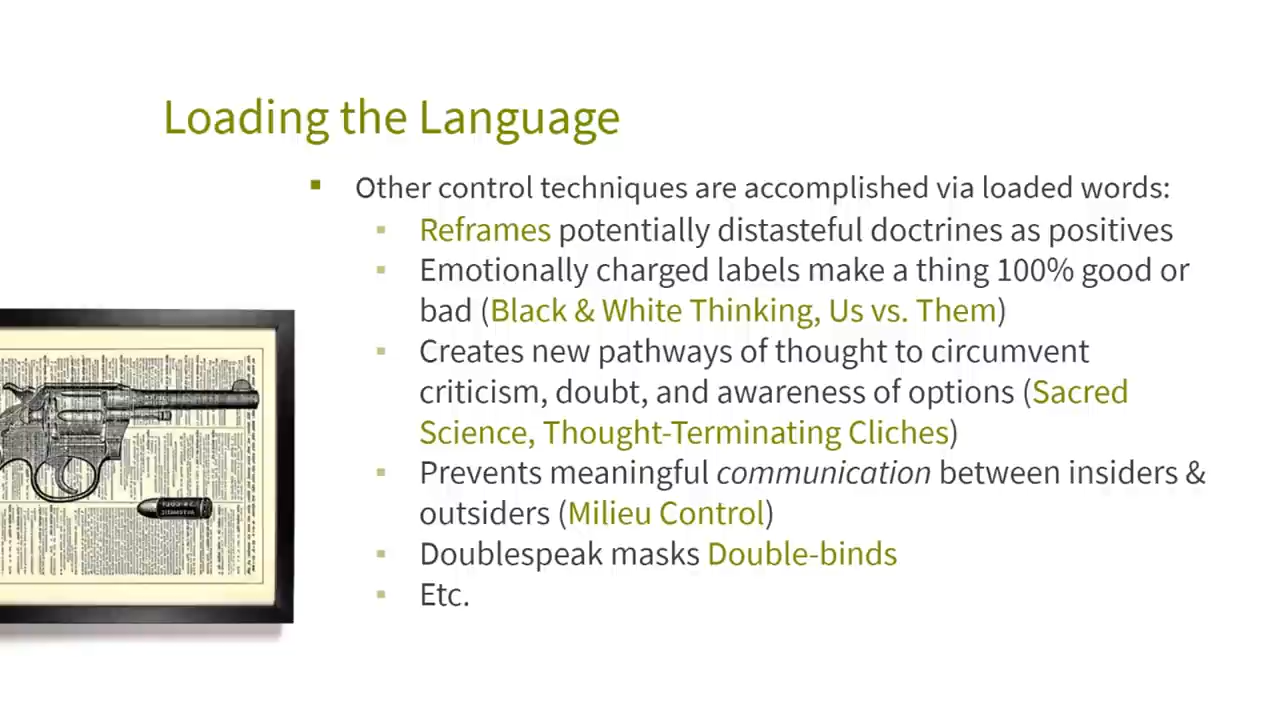 Loading the Language
▪ Other control techniques are accomplished via loaded words:
▪ Reframes potentially distasteful doctrines as positives
▪ Emotionally charged labels make a thing 100% good or
bad (Black & White Thinking, Us vs. Them)
▪ Creates new pathways of thought to circumvent
criticism, doubt, and awareness of options (Sacred
Science, Thought-Terminating Cliches)
▪ Prevents meaningful communication between insiders &
outsiders (Milieu Control)
▪ Doublespeak masks Double-binds
▪ Etc.